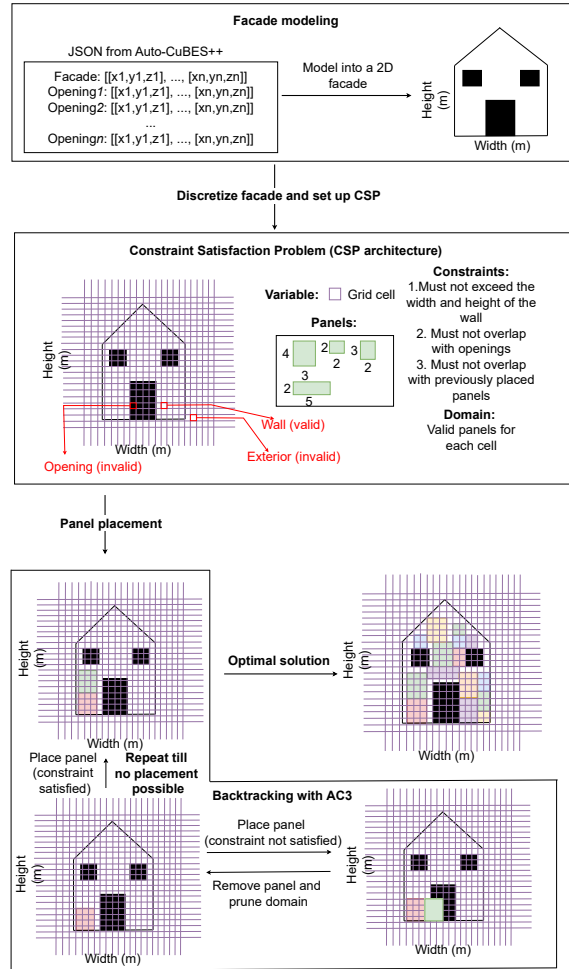 Facade modeling
JSON from Auto-CuBES++
Facade: [[x1,y1,z1], ..., [xn,yn,zn]]
Opening1: [[x1,y1,z1], ..., [xn,yn,zn]]
Opening2: [[x1,y1,z1], ..., [xn,yn,zn]]
...
Openingn: [[x1,y1,z1], ..., [xn,yn,zn]]
Model into a 2D
facade
Height
(m)
Width (m)
Discretize facade and set up CSP
Constraint Satisfaction Problem (CSP architecture)
Height
(m)
Width (m)
Opening (invalid)
Wall (valid)
Exterior (invalid)
Variable:
Grid cell
Panels:
4
3
2
2
3
2
2
5
Constraints:
1.Must not exceed the
width and height of the
wall
2. Must not overlap
with openings
3. Must not overlap
with previously placed
panels
Domain:
Valid panels for
each cell
Panel placement
Height
(m)
Width (m)
Optimal solution
Height
(m)
Width (m)
Place panel
(constraint
satisfied)
Repeat till
no placement
possible
Backtracking with AC3
Height
(m)
Width (m)
Place panel
(constraint not satisfied)
Remove panel and
prune domain
Height
(m)
Width (m)